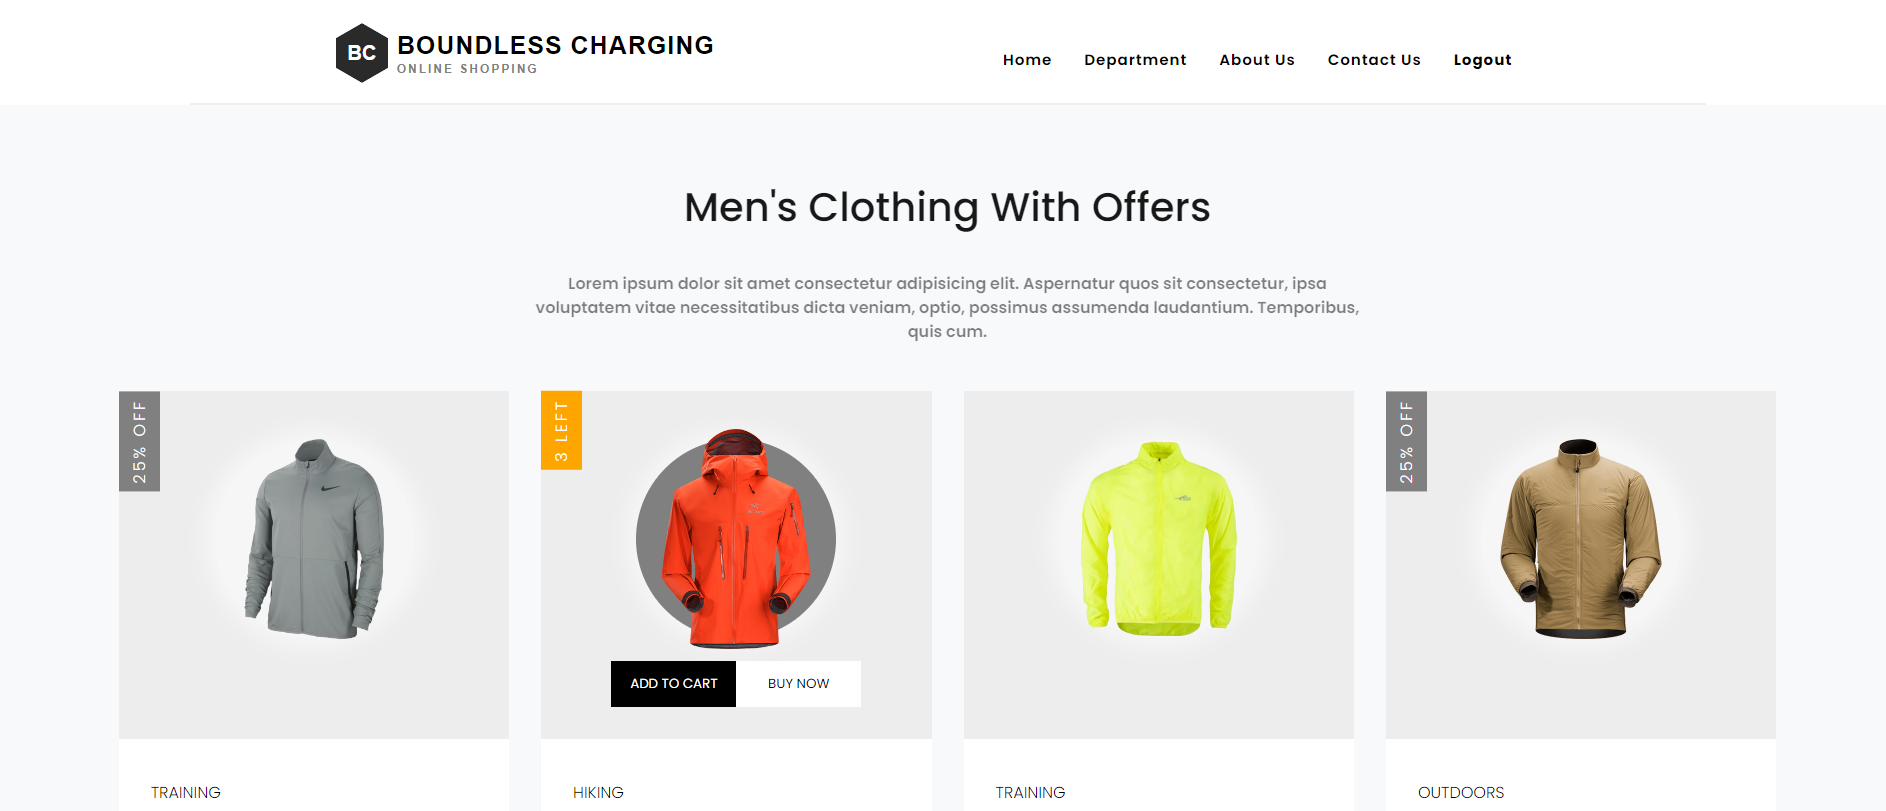 BC
BOUNDLESS CHARGING
ONLINE SHOPPING
Home
Department
About Us
Contact Us
Logout
Men's Clothing With Offers
Lorem ipsum dolor sit amet consectetur adipisicing elit. Aspernatur quos sit consectetur, ipsa
voluptatem vitae necessitatibus dicta veniam, optio, possimus assumenda laudantium. Temporibus,
quis cum.
25% OFF
3 LEFT
25% OFF
ADD TO CART
BUY NOW
TRAINING
HIKING
TRAINING
OUTDOORS